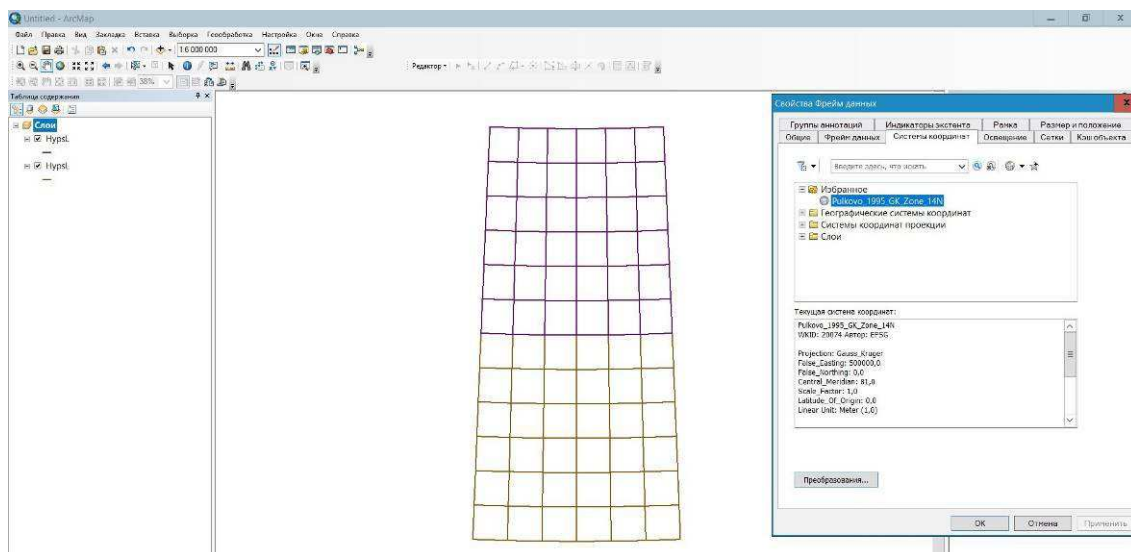 Untitled - ArcMap
Файл Правка Вид Закладка Вставка Выборка Геообработка Настройка Окна Справка
1:6 000 000
Редактор
38%
Таблица содержания
Слои
HypsL
HypsL
Свойства Фрейм данных
Группы аннотаций Индикаторы экстента Рамка Размер и положение
Общие Фрейм данных Системы координат Освещение Сетки Кэш объекта
Введите здесь, что искать
Избранное
Pulkovo_1995_GK_Zone_14N
Географические системы координат
Системы координат проекции
Слои
Текущая система координат:
Pulkovo_1995_GK_Zone_14N
WKID: 20074 Автор: EPSG
Projection: Gauss_Kruger
False_Easting: 500000,0
False_Northing: 0,0
Central_Meridian: 81,0
Scale_Factor: 1,0
Latitude_Of_Origin: 0,0
Linear Unit: Meter (1,0)
Преобразования...
OK Отмена Применить